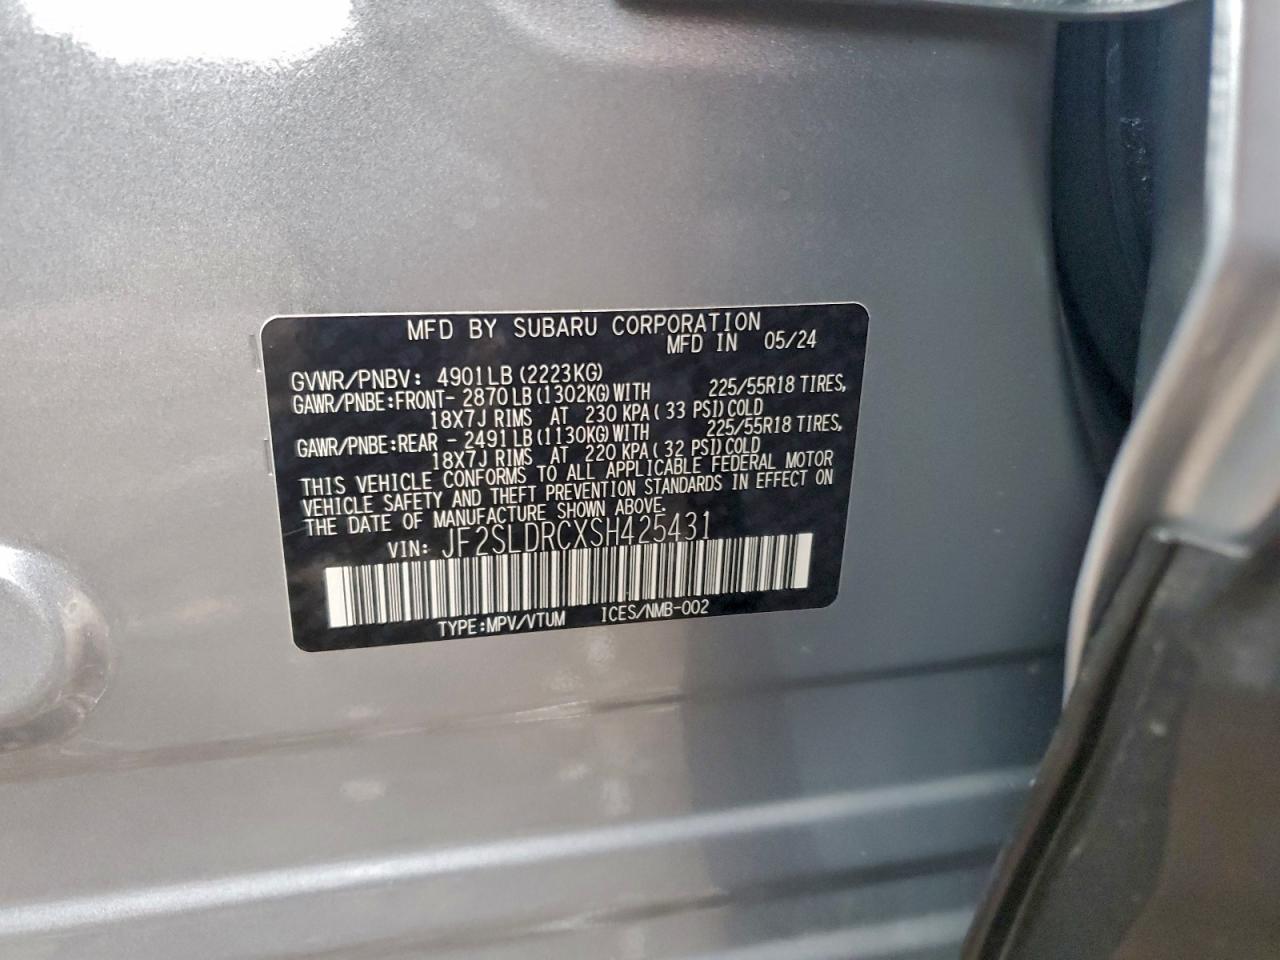 MFD BY SUBARU CORPORATION
MFD IN 05/24
GVWR/PNBV: 4901LB (2223KG)
GAWR/PNBE:FRONT- 2870LB (1302KG) WITH 225/55R18 TIRES,
18X7J RIMS AT 230 KPA( 33 PSI) COLD
GAWR/PNBE:REAR - 2491LB (1130KG) WITH 225/55R18 TIRES,
18X7J RIMS AT 220 KPA( 32 PSI) COLD
THIS VEHICLE CONFORMS TO ALL APPLICABLE FEDERAL MOTOR
VEHICLE SAFETY AND THEFT PREVENTION STANDARDS IN EFFECT ON
THE DATE OF MANUFACTURE SHOWN ABOVE.
VIN: JF2SLDRCXSH425431
TYPE:MPV/VTUM ICES/NMB-002